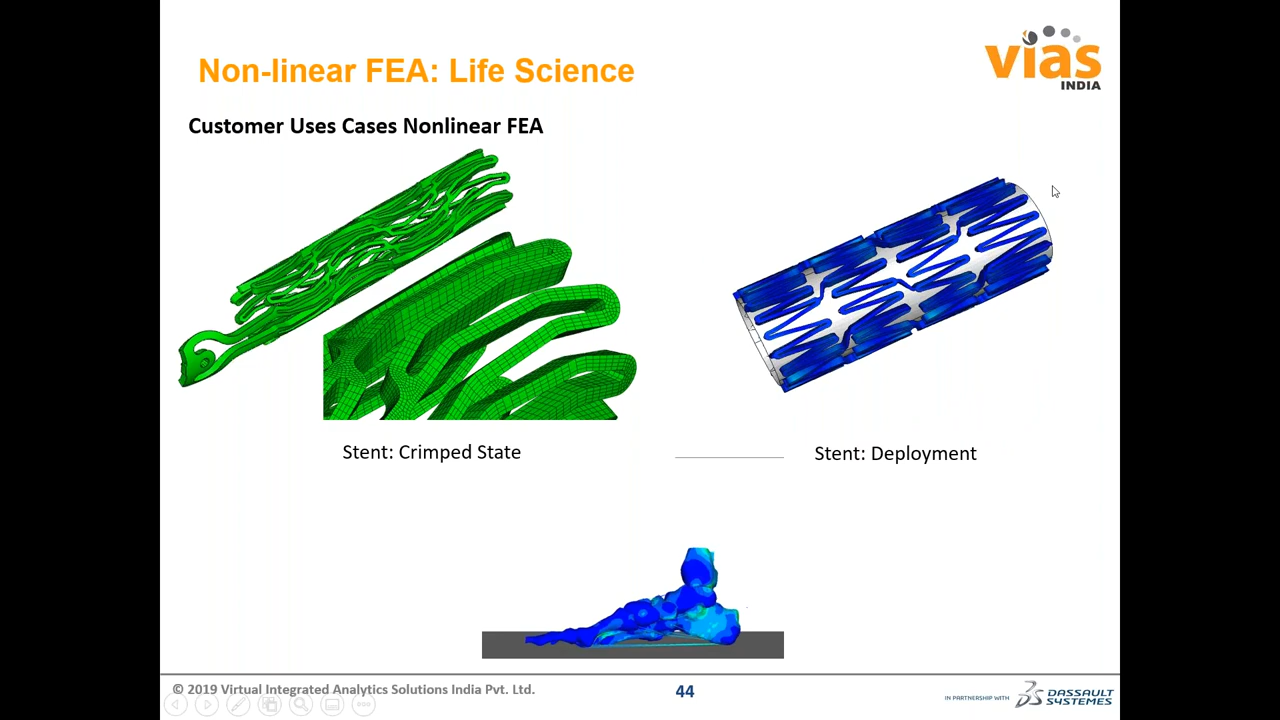 Non-linear FEA: Life Science
vias
INDIA
Customer Uses Cases Nonlinear FEA
Stent: Crimped State
Stent: Deployment
© 2019 Virtual Integrated Analytics Solutions India Pvt. Ltd.
44
IN PARTNERSHIP WITH
DASSAULT
SYSTEMES